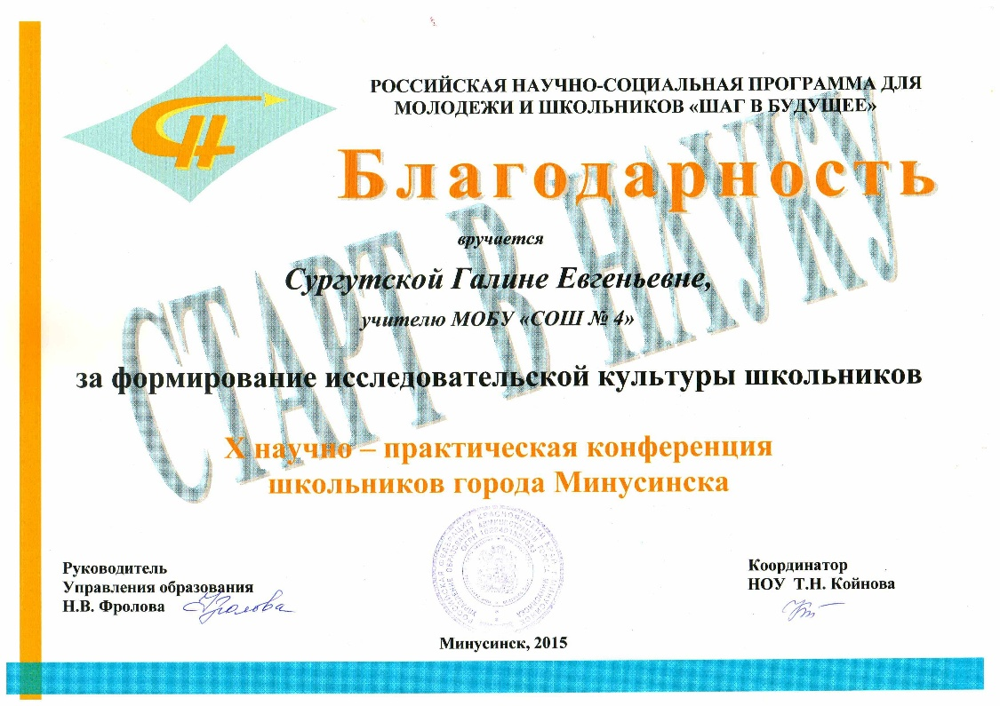 РОССИЙСКАЯ НАУЧНО-СОЦИАЛЬНАЯ ПРОГРАММА ДЛЯ
МОЛОДЕЖИ И ШКОЛЬНИКОВ «ШАГ В БУДУЩЕЕ»
СН
Благодарность
СТАРТ В НАУКУ
вручается
Сургутской Галине Евгеньевне,
учителю МОБУ «СОШ № 4»
за формирование исследовательской культуры школьников
X научно – практическая конференция
школьников города Минусинска
Руководитель
Управления образования
Н.В. Фролова
Фролова
Координатор
НОУ Т.Н. Койнова
Минусинск, 2015